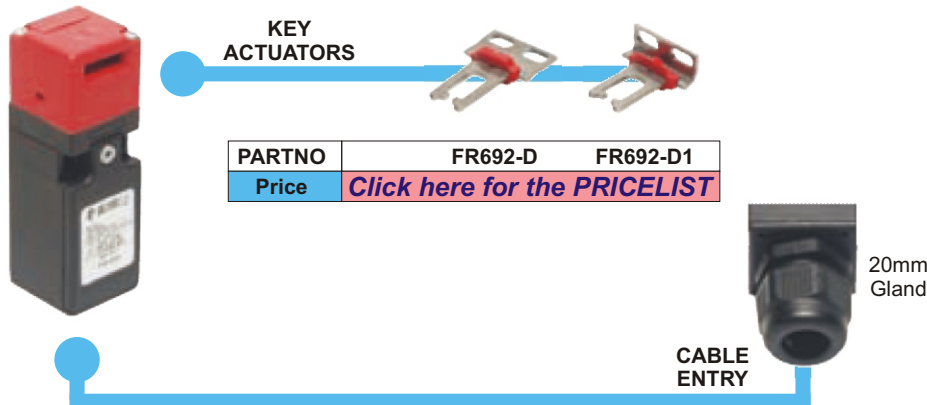 KEY
ACTUATORS
PARTNO FR692-D FR692-D1
Price Click here for the PRICELIST
20mm
Gland
CABLE
ENTRY